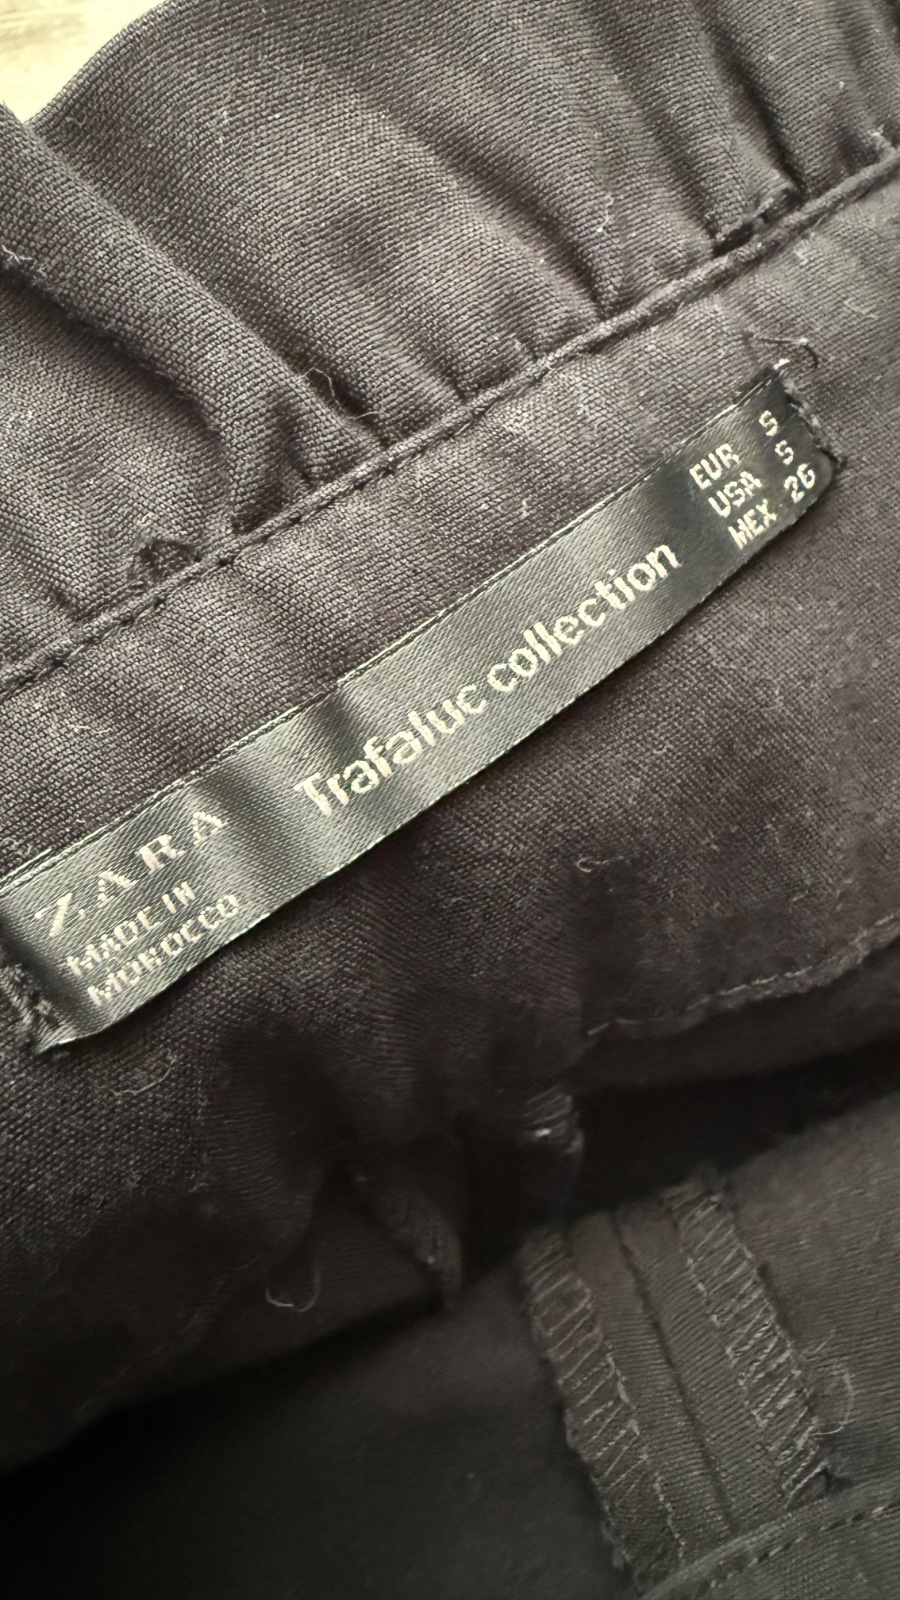 ZARA
MADE IN
MOROCCO
Trafaluc collection
EUR S
USA S
MEX 26